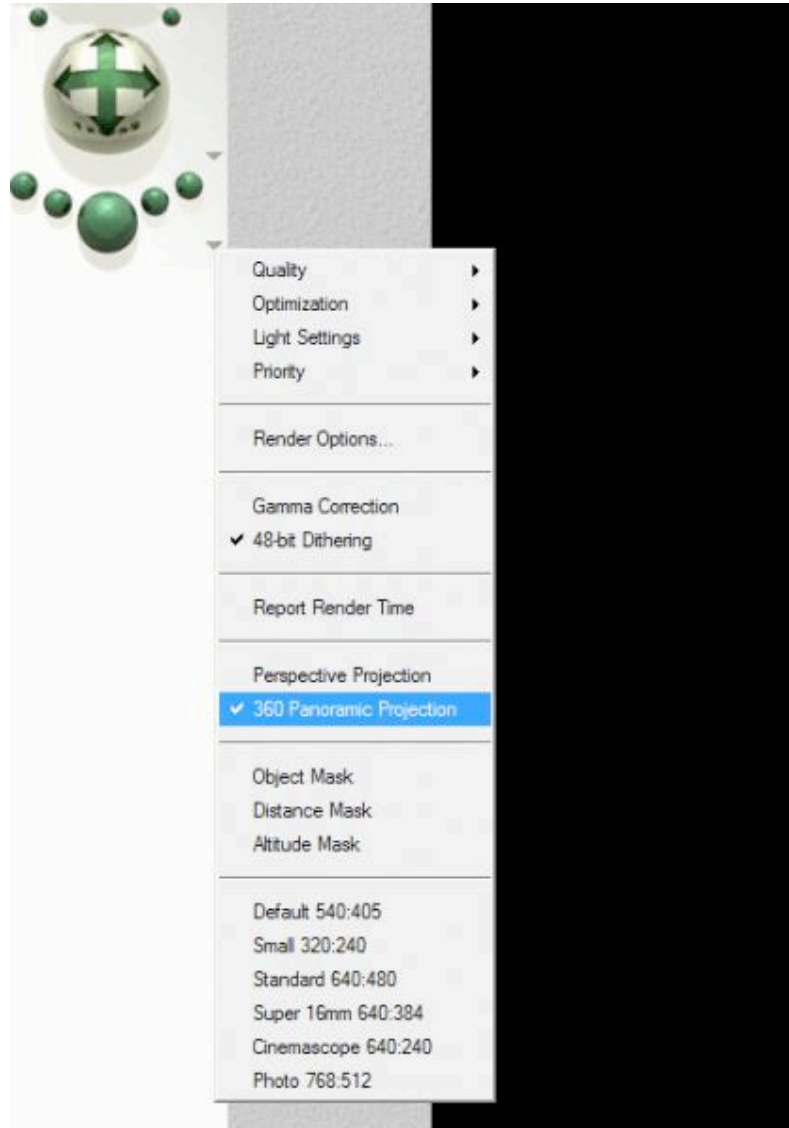 Quality
Optimization
Light Settings
Priority
Render Options...
Gamma Correction
48-bit Dithering
Report Render Time
Perspective Projection
360 Panoramic Projection
Object Mask
Distance Mask
Altitude Mask
Default 540:405
Small 320:240
Standard 640:480
Super 16mm 640:384
Cinemascope 640:240
Photo 768:512